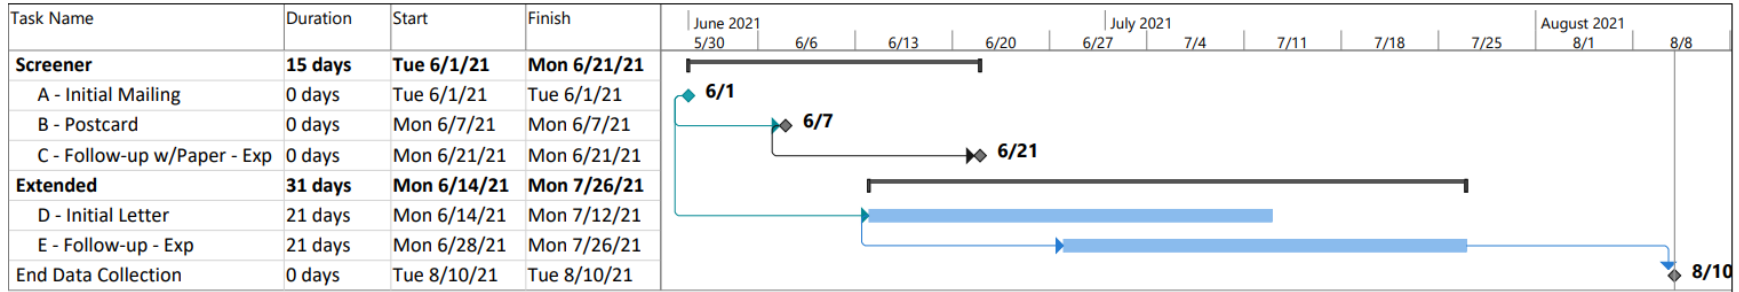 Task Name Duration Start Finish June 2021 July 2021 August 2021
5/30 6/6 6/13 6/20 6/27 7/4 7/11 7/18 7/25 8/1 8/8
Screener 15 days Tue 6/1/21 Mon 6/21/21
A - Initial Mailing 0 days Tue 6/1/21 Tue 6/1/21 6/1
B - Postcard 0 days Mon 6/7/21 Mon 6/7/21 6/7
C - Follow-up w/Paper - Exp 0 days Mon 6/21/21 Mon 6/21/21 6/21
Extended 31 days Mon 6/14/21 Mon 7/26/21
D - Initial Letter 21 days Mon 6/14/21 Mon 7/12/21
E - Follow-up - Exp 21 days Mon 6/28/21 Mon 7/26/21
End Data Collection 0 days Tue 8/10/21 Tue 8/10/21 8/10